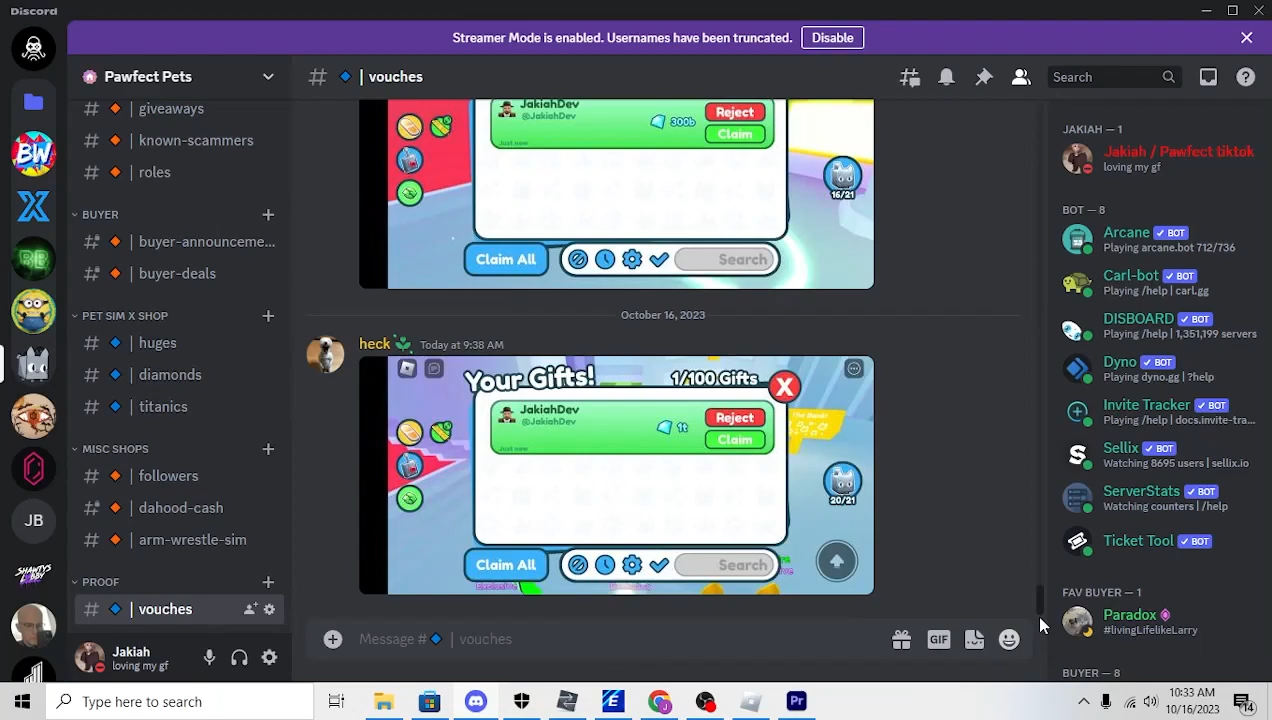 Discord
Streamer Mode is enabled. Usernames have been truncated.
Disable
Pawfect Pets
giveaways
known-scammers
roles
BUYER
buyer-announceme...
buyer-deals
PET SIM X SHOP
huges
diamonds
titanics
MISC SHOPS
followers
dahood-cash
arm-wrestle-sim
PROOF
| vouches
BW
JB
Jakiah
loving my gf
# | vouches
Search
JakiahDev
@JakiahDev
300b
Reject
Claim
Just now
16/21
Claim All
Search
October 16, 2023
heck Today at 9:38 AM
Your Gifts!
1/100 Gifts
X
JakiahDev
@JakiahDev
1t
Reject
Claim
Just now
20/21
Claim All
Search
Message # | vouches
GIF
JAKIAH — 1
Jakiah / Pawfect tiktok
loving my gf
BOT — 8
Arcane ✓ BOT
Playing arcane.bot 712/736
Carl-bot ✓ BOT
Playing /help | carl.gg
DISBOARD ✓ BOT
Playing /help | 1,351,199 servers
Dyno ✓ BOT
Playing dyno.gg | ?help
Invite Tracker ✓ BOT
Playing /help | docs.invite-tra...
Sellix ✓ BOT
Watching 8695 users | sellix.io
ServerStats ✓ BOT
Watching counters | /help
Ticket Tool ✓ BOT
FAV BUYER — 1
Paradox
#livingLifelikeLarry
BUYER — 8
Type here to search
Pr
10:33 AM
10/16/2023
14